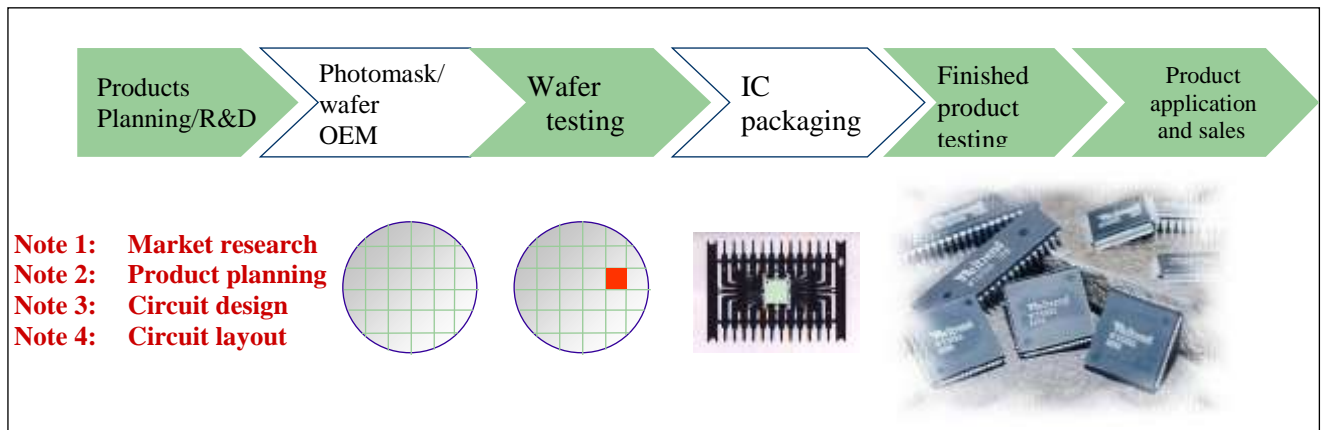 Products
Planning/R&D
Photomask/
wafer
OEM
Wafer
testing
IC
packaging
Finished
product
testing
Product
application
and sales
Note 1: Market research
Note 2: Product planning
Note 3: Circuit design
Note 4: Circuit layout